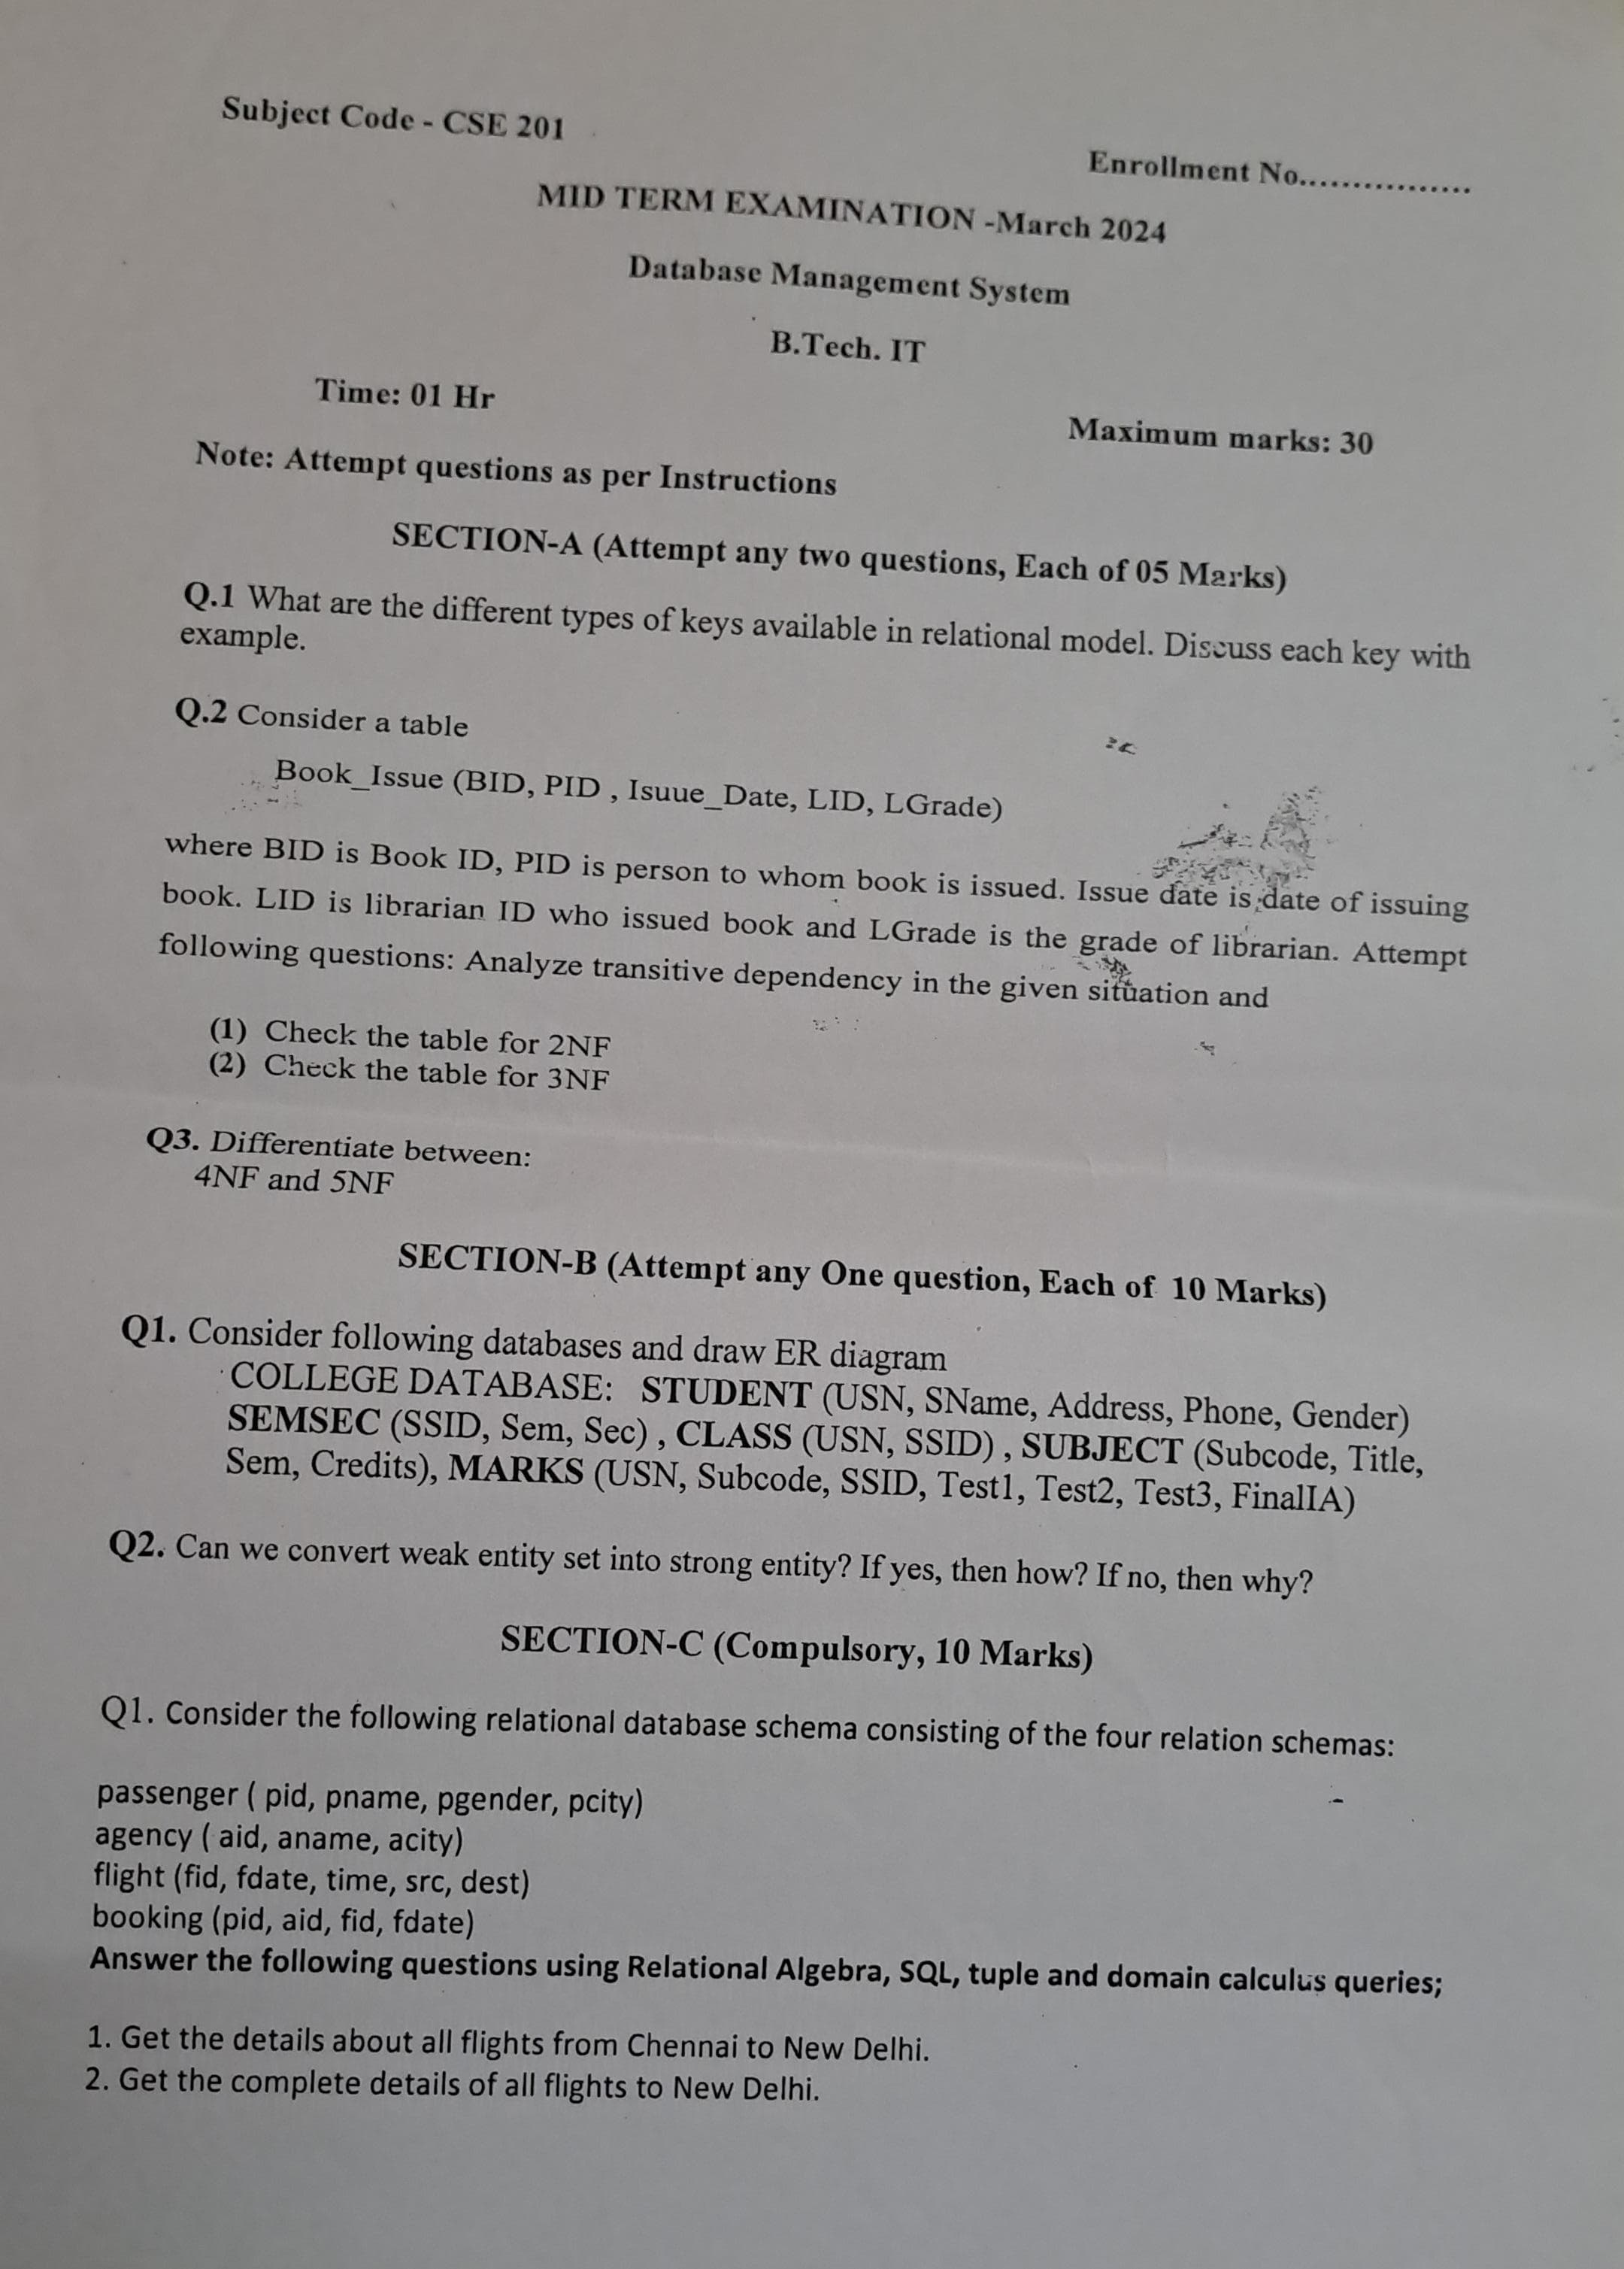 Subject Code - CSE 201
Enrollment No................
MID TERM EXAMINATION -March 2024
Database Management System
B.Tech. IT
Time: 01 Hr
Maximum marks: 30
Note: Attempt questions as per Instructions
SECTION-A (Attempt any two questions, Each of 05 Marks)
Q.1 What are the different types of keys available in relational model. Discuss each key with
example.
Q.2 Consider a table
Book_Issue (BID, PID , Isuue_Date, LID, LGrade)
where BID is Book ID, PID is person to whom book is issued. Issue date is date of issuing
book. LID is librarian ID who issued book and LGrade is the grade of librarian. Attempt
following questions: Analyze transitive dependency in the given situation and
(1) Check the table for 2NF
(2) Check the table for 3NF
Q3. Differentiate between:
4NF and 5NF
SECTION-B (Attempt any One question, Each of 10 Marks)
Q1. Consider following databases and draw ER diagram
COLLEGE DATABASE: STUDENT (USN, SName, Address, Phone, Gender)
SEMSEC (SSID, Sem, Sec) , CLASS (USN, SSID) , SUBJECT (Subcode, Title,
Sem, Credits), MARKS (USN, Subcode, SSID, Test1, Test2, Test3, FinalIA)
Q2. Can we convert weak entity set into strong entity? If yes, then how? If no, then why?
SECTION-C (Compulsory, 10 Marks)
Q1. Consider the following relational database schema consisting of the four relation schemas:
passenger ( pid, pname, pgender, pcity)
agency ( aid, aname, acity)
flight (fid, fdate, time, src, dest)
booking (pid, aid, fid, fdate)
Answer the following questions using Relational Algebra, SQL, tuple and domain calculus queries;
1. Get the details about all flights from Chennai to New Delhi.
2. Get the complete details of all flights to New Delhi.